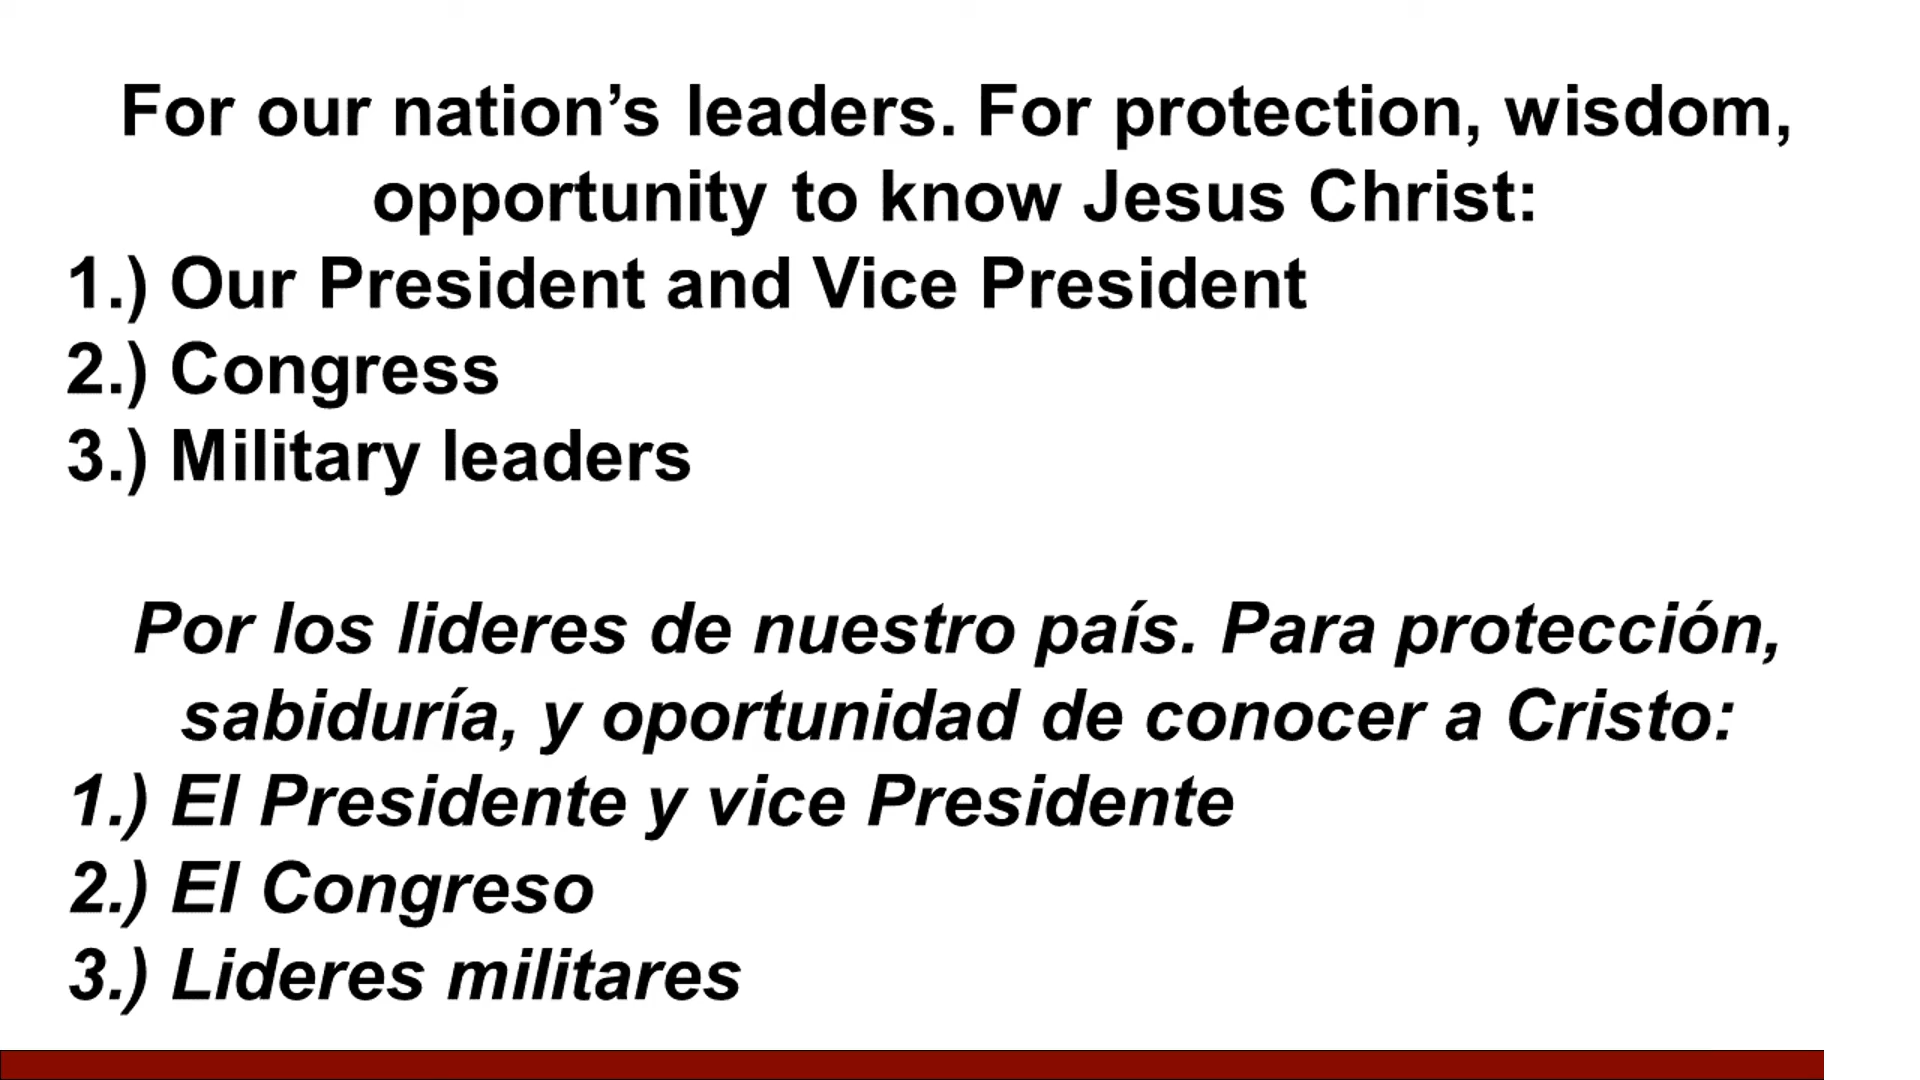 For our nation’s leaders. For protection, wisdom,
opportunity to know Jesus Christ:
1.) Our President and Vice President
2.) Congress
3.) Military leaders
Por los lideres de nuestro país. Para protección,
sabiduría, y oportunidad de conocer a Cristo:
1.) El Presidente y vice Presidente
2.) El Congreso
3.) Lideres militares